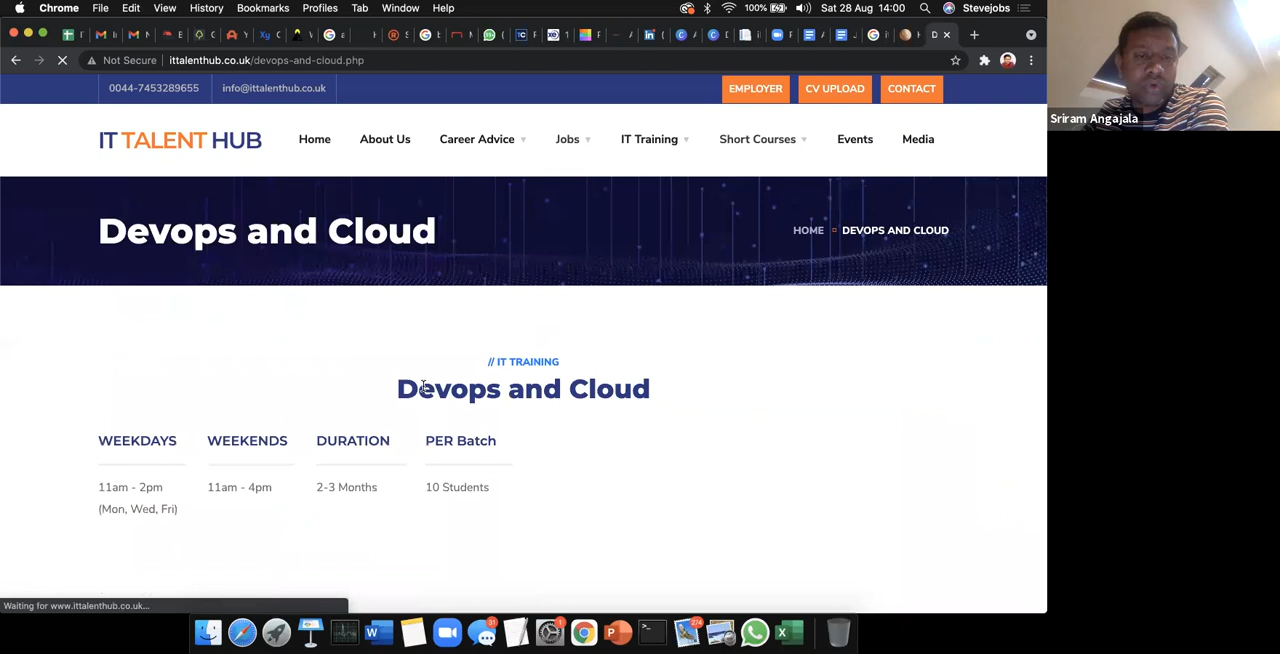 Chrome File Edit View History Bookmarks Profiles Tab Window Help 100% Sat 28 Aug 14:00 Stevejobs
Not Secure ittalenthub.co.uk/devops-and-cloud.php
0044-7453289655 info@ittalenthub.co.uk EMPLOYER CV UPLOAD CONTACT
Sriram Angajala
IT TALENT HUB Home About Us Career Advice Jobs IT Training Short Courses Events Media
Devops and Cloud HOME DEVOPS AND CLOUD
// IT TRAINING
Devops and Cloud
WEEKDAYS WEEKENDS DURATION PER Batch
11am - 2pm 11am - 4pm 2-3 Months 10 Students
(Mon, Wed, Fri)
Waiting for www.ittalenthub.co.uk...
31 1 274